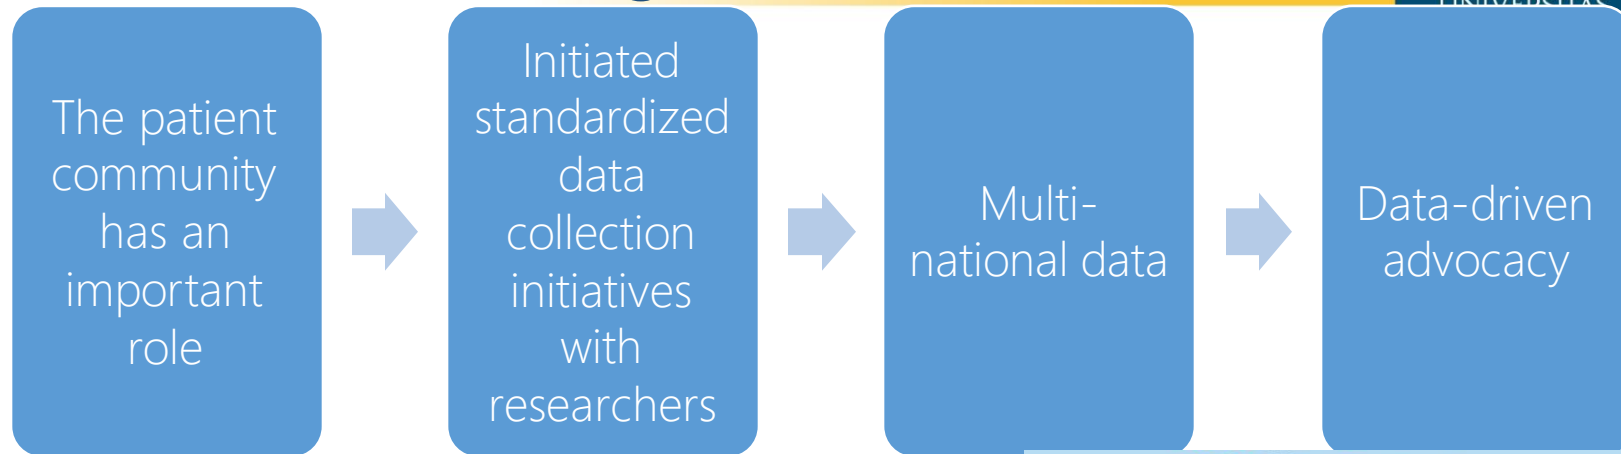 The patient
community
has an
important
role
Initiated
standardized
data
collection
initiatives
with
researchers
Multi-
national data
Data-driven
advocacy